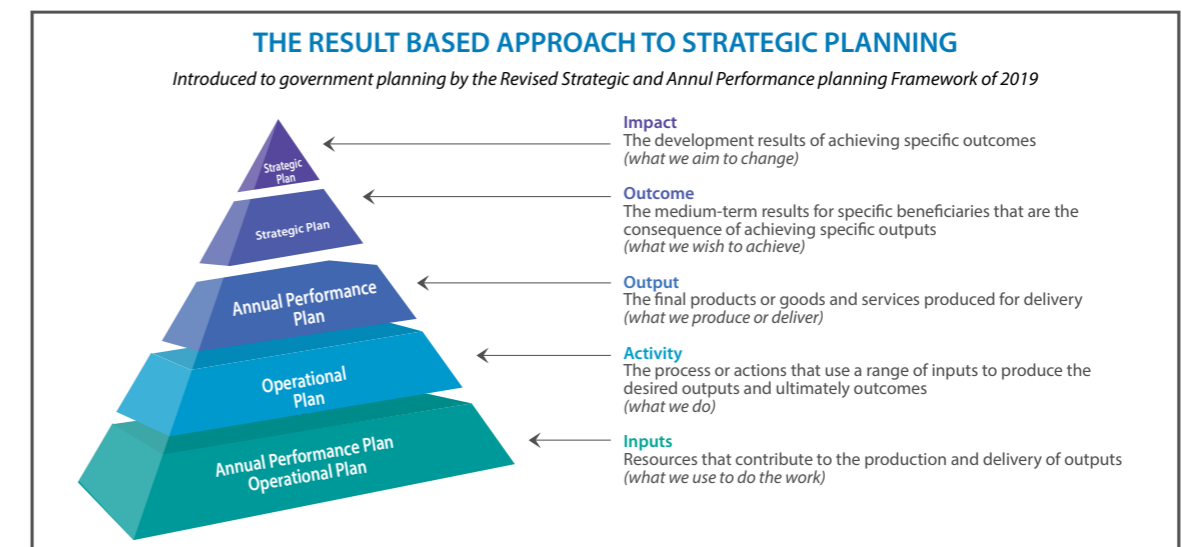 THE RESULT BASED APPROACH TO STRATEGIC PLANNING
Introduced to government planning by the Revised Strategic and Annul Performance planning Framework of 2019
Strategic
Plan
Impact
The development results of achieving specific outcomes
(what we aim to change)
Strategic Plan
Outcome
The medium-term results for specific beneficiaries that are the
consequence of achieving specific outputs
(what we wish to achieve)
Annual Performance
Plan
Output
The final products or goods and services produced for delivery
(what we produce or deliver)
Operational
Plan
Activity
The process or actions that use a range of inputs to produce the
desired outputs and ultimately outcomes
(what we do)
Annual Performance Plan
Operational Plan
Inputs
Resources that contribute to the production and delivery of outputs
(what we use to do the work)